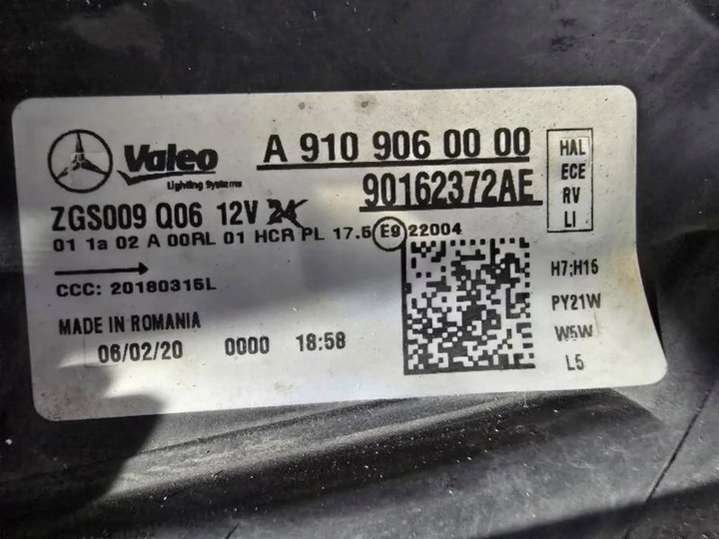 Valeo
Lighting Systems
A 910 906 00 00
90162372AE
HAL
ECE
RV
LI
ZGS009 Q06 12V 24
01 1a 02 A 00RL 01 HCR PL 17.5 E9 22004
CCC: 20180315L
MADE IN ROMANIA
06/02/20 0000 18:58
H7;H15
PY21W
W5W
L5